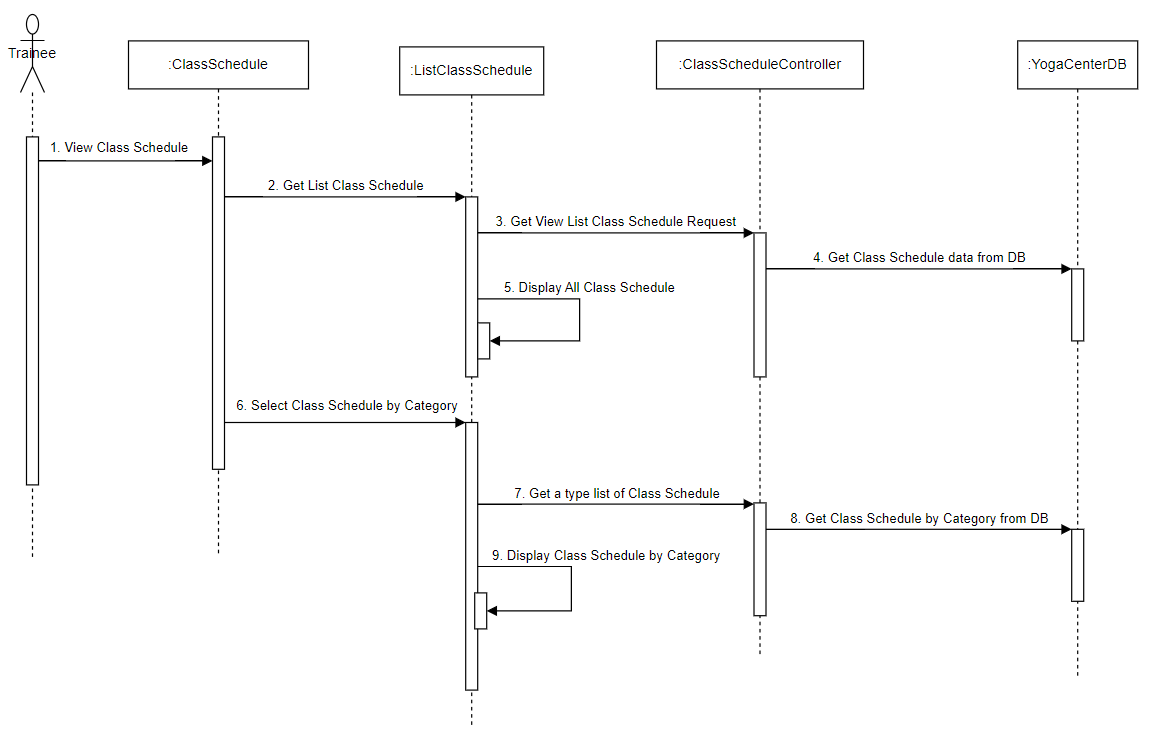 Trainee
:ClassSchedule
:ListClassSchedule
:ClassScheduleController
:YogaCenterDB
1. View Class Schedule
2. Get List Class Schedule
3. Get View List Class Schedule Request
4. Get Class Schedule data from DB
5. Display All Class Schedule
6. Select Class Schedule by Category
7. Get a type list of Class Schedule
8. Get Class Schedule by Category from DB
9. Display Class Schedule by Category